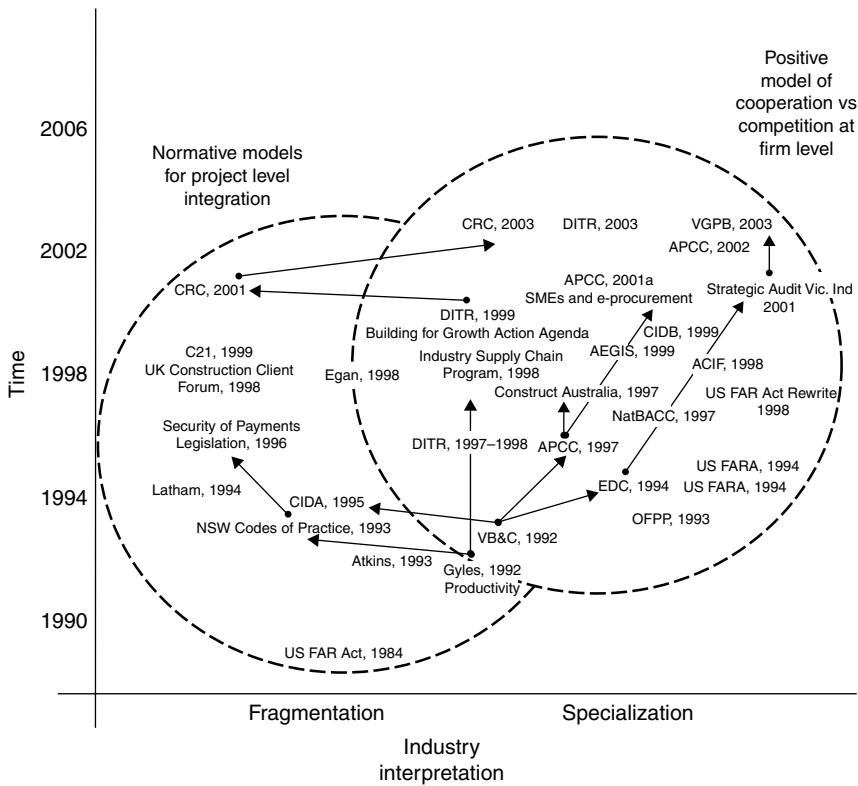 Positive
model of
cooperation vs
competition at
firm level
2006
Normative models
for project level
integration
CRC, 2003
DITR, 2003
VGPB, 2003
APCC, 2002
2002
CRC, 2001
APCC, 2001a
SMEs and e-procurement
Strategic Audit Vic. Ind
2001
DITR, 1999
Building for Growth Action Agenda
CIDB, 1999
AEGIS, 1999
C21, 1999
UK Construction Client
Forum, 1998
Egan, 1998
Industry Supply Chain
Program, 1998
ACIF, 1998
Time
1998
Construct Australia, 1997
US FAR Act Rewrite
1998
NatBACC, 1997
Security of Payments
Legislation, 1996
DITR, 1997–1998
APCC, 1997
US FARA, 1994
US FARA, 1994
EDC, 1994
Latham, 1994
1994
CIDA, 1995
NSW Codes of Practice, 1993
OFPP, 1993
VB&C, 1992
Atkins, 1993
Gyles, 1992
Productivity
1990
US FAR Act, 1984
Fragmentation
Specialization
Industry
interpretation